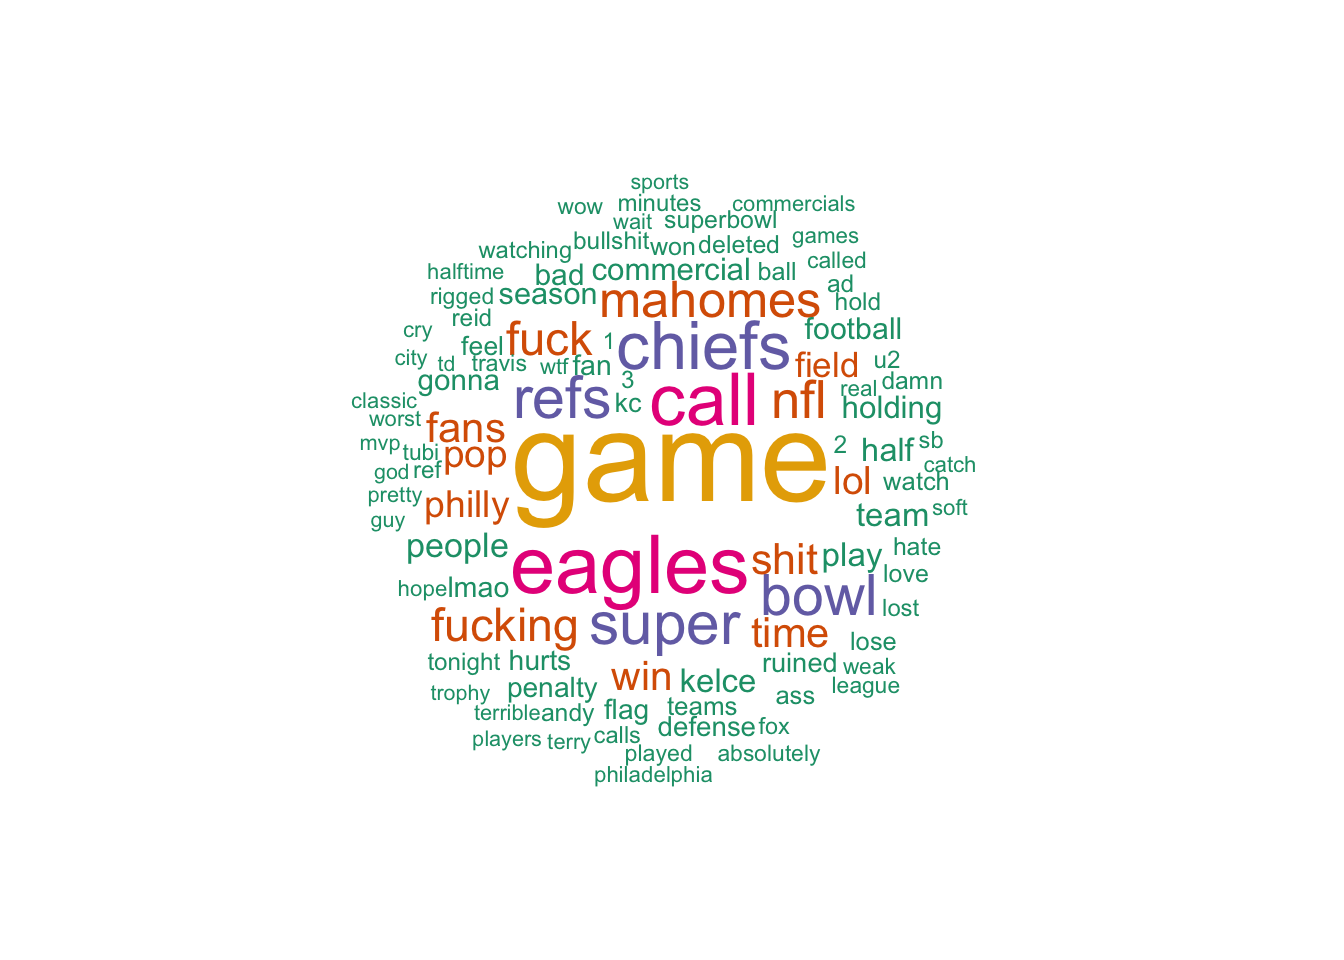 sports
wow
minutes
commercials
wait
superbowl
watching
bullshit
won
deleted
games
halftime
bad
commercial
ball
called
rigged
season
mahomes
ad
hold
reid
cry
fuck
1
chiefs
football
feel
city
td
travis
wtf
fan
field
u2
gonna
3
real
damn
classic
refs
kc
call
nfl
holding
worst
fans
mvp
tubi
pop
game
2
half
sb
catch
god
ref
lol
watch
pretty
philly
guy
team
soft
people
eagles
shit
play
hate
love
hope
lmao
bowl
lost
fucking
super
time
lose
tonight
hurts
ruined
weak
win
kelce
league
trophy
penalty
ass
terrible
andy
flag
teams
defense
fox
players
terry
calls
played
absolutely
philadelphia